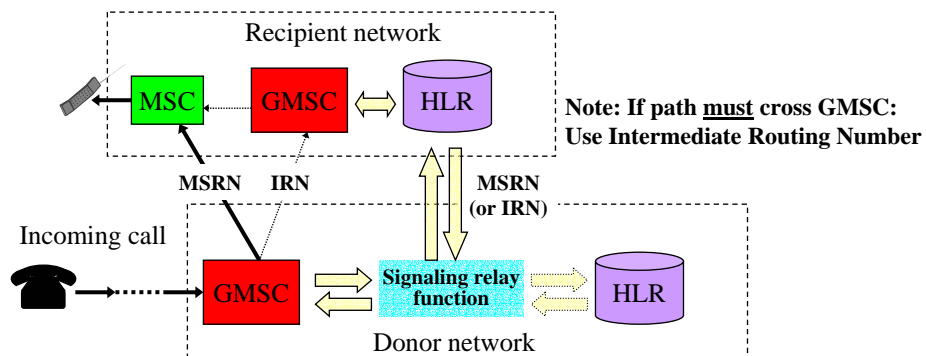 Recipient network
MSC
GMSC
HLR
Note: If path must cross GMSC:
Use Intermediate Routing Number
MSRN
IRN
MSRN
(or IRN)
Incoming call
GMSC
Signaling relay
function
HLR
Donor network